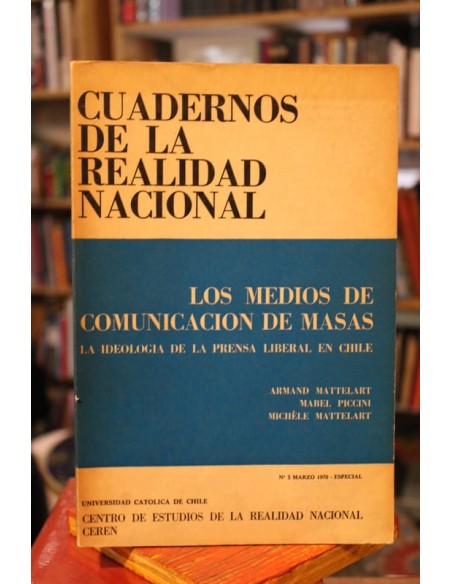 CUADERNOS
DE LA
REALIDAD
NACIONAL
LOS MEDIOS DE
COMUNICACION DE MASAS
LA IDEOLOGIA DE LA PRENSA LIBERAL EN CHILE
ARMAND MATTELART
MABEL PICCINI
MICHÈLE MATTELART
Nº 3 MARZO 1970 - ESPECIAL
UNIVERSIDAD CATOLICA DE CHILE
CENTRO DE ESTUDIOS DE LA REALIDAD NACIONAL
CEREN